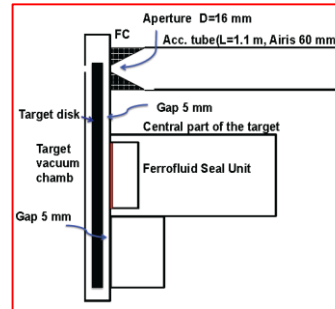 Aperture D=16 mm
FC
Acc. tube(L=1.1 m, Airis 60 mm
Gap 5 mm
Target disk
Central part of the target
Target
vacuum
chamb
Ferrofluid Seal Unit
Gap 5 mm